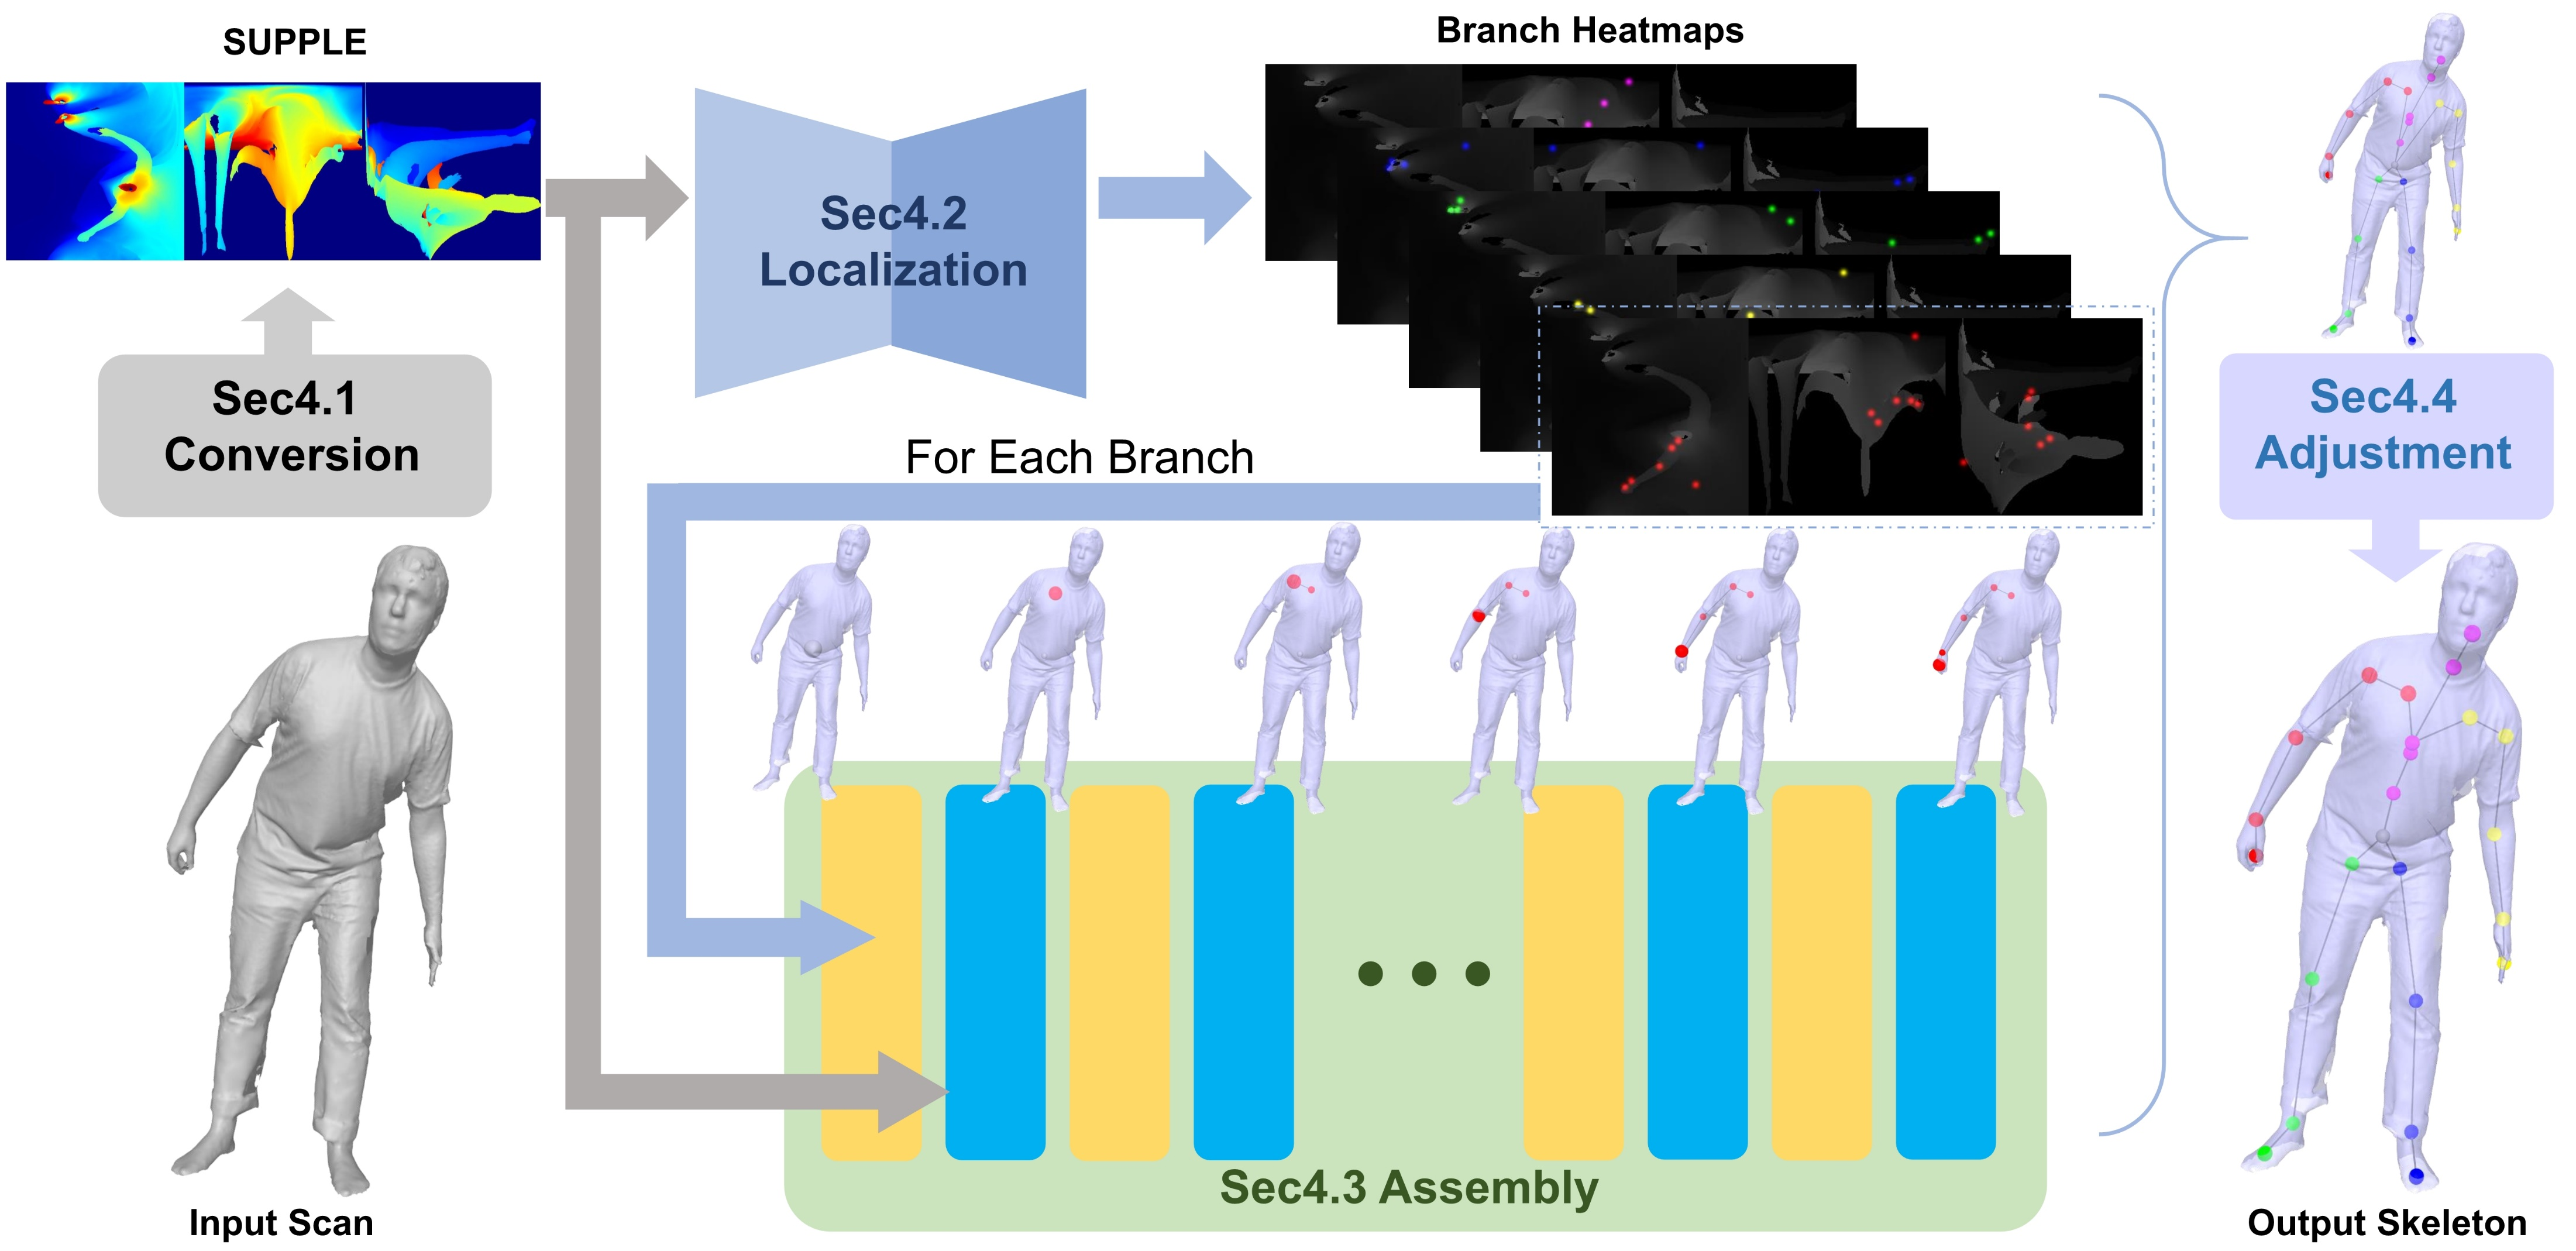 SUPPLE
Branch Heatmaps
Sec4.2
Localization
Sec4.1
Conversion
Sec4.4
Adjustment
For Each Branch
Sec4.3 Assembly
Input Scan
Output Skeleton